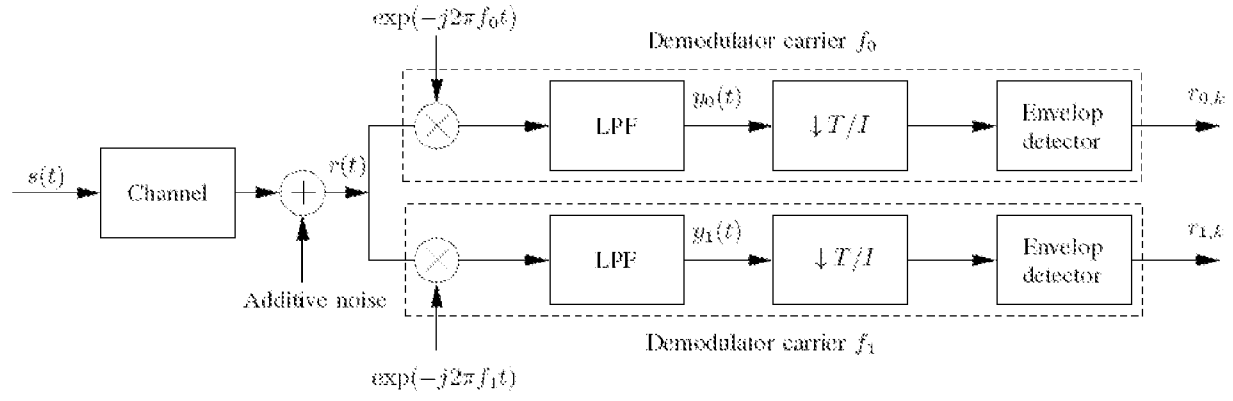 exp(−j2πf₀t)
Demodulator carrier f₀
LPF
y₀(t)
↓T/I
Envelop
detector
r₀,ₖ
s(t)
Channel
r(t)
Additive noise
LPF
y₁(t)
↓T/I
Envelop
detector
r₁,ₖ
Demodulator carrier f₁
exp(−j2πf₁t)